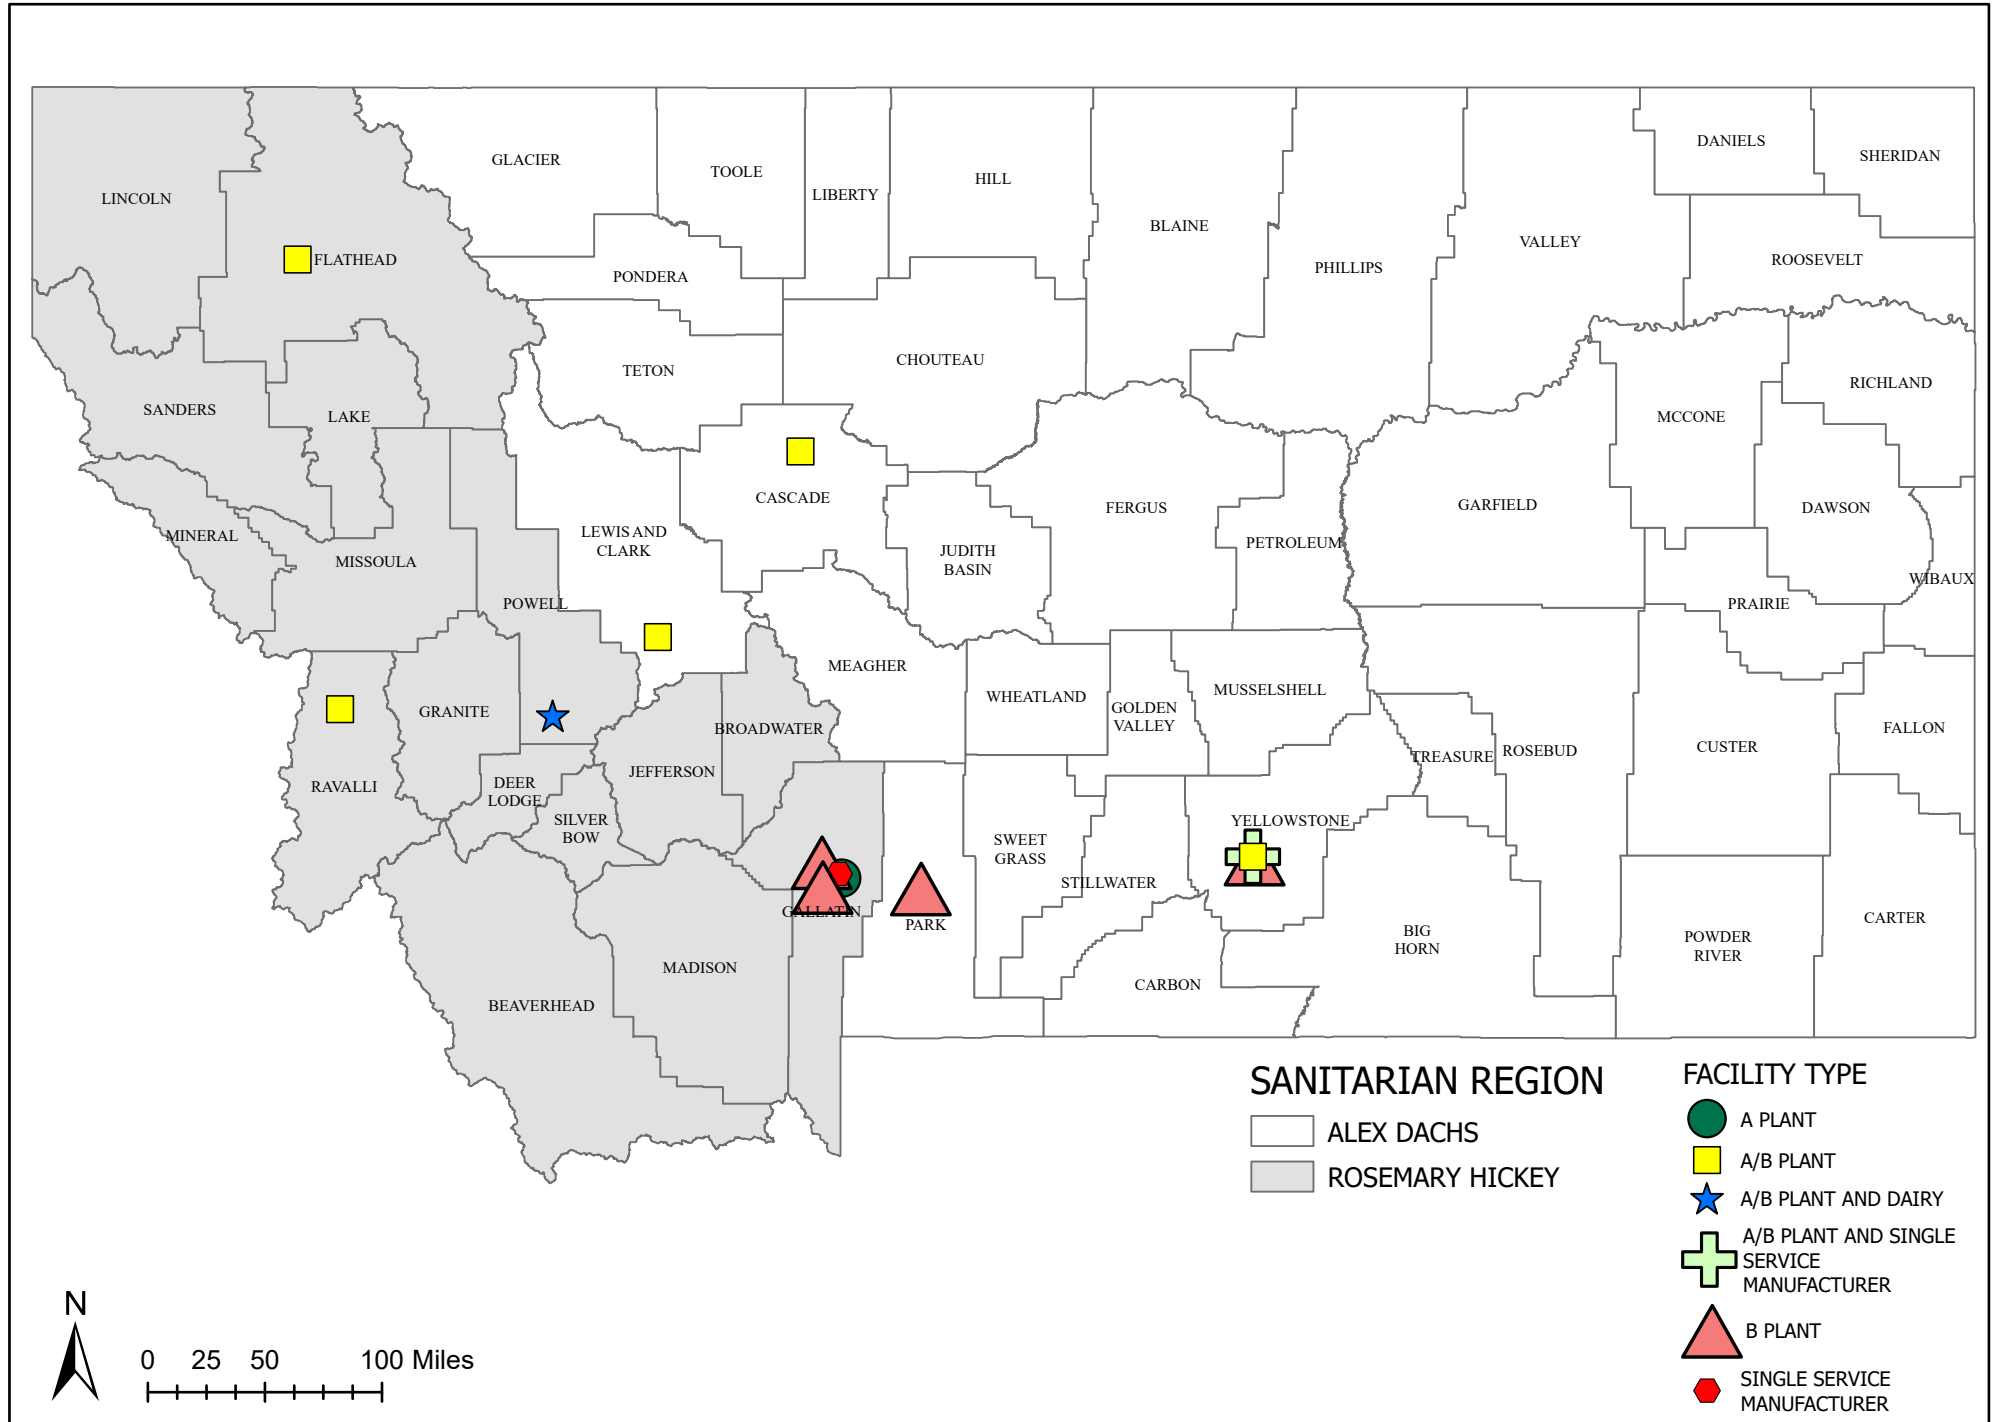 GLACIER
TOOLE
LIBERTY
HILL
BLAINE
PHILLIPS
VALLEY
DANIELS
SHERIDAN
ROOSEVELT
LINCOLN
FLATHEAD
PONDERA
TETON
CHOUTEAU
RICHLAND
MCCONE
SANDERS
LAKE
CASCADE
FERGUS
PETROLEUM
GARFIELD
DAWSON
MINERAL
MISSOULA
LEWIS AND
CLARK
JUDITH
BASIN
WIBAUX
PRAIRIE
POWELL
MEAGHER
WHEATLAND
GOLDEN
VALLEY
MUSSELSHELL
GRANITE
BROADWATER
TREASURE
ROSEBUD
CUSTER
FALLON
RAVALLI
DEER
LODGE
JEFFERSON
SILVER
BOW
SWEET
GRASS
YELLOWSTONE
STILLWATER
GALLATIN
PARK
BIG
HORN
POWDER
RIVER
CARTER
MADISON
BEAVERHEAD
CARBON
SANITARIAN REGION
ALEX DACHS
ROSEMARY HICKEY
FACILITY TYPE
A PLANT
A/B PLANT
A/B PLANT AND DAIRY
A/B PLANT AND SINGLE
SERVICE
MANUFACTURER
B PLANT
SINGLE SERVICE
MANUFACTURER
N
0 25 50 100 Miles